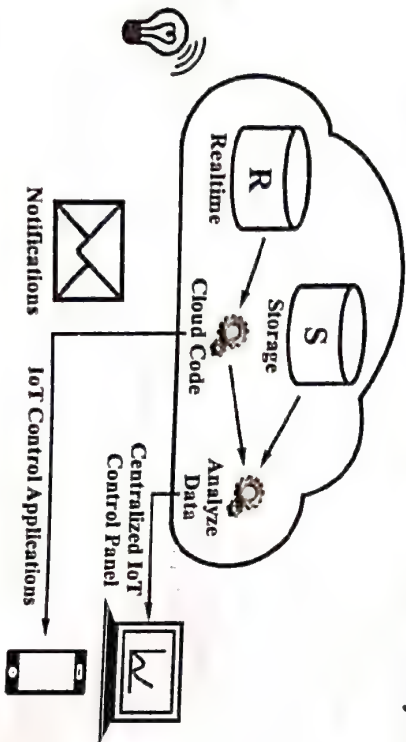 R
Realtime
S
Storage
Cloud Code
Analyze
Data
Notifications
Centralized IoT
Control Panel
IoT Control Applications